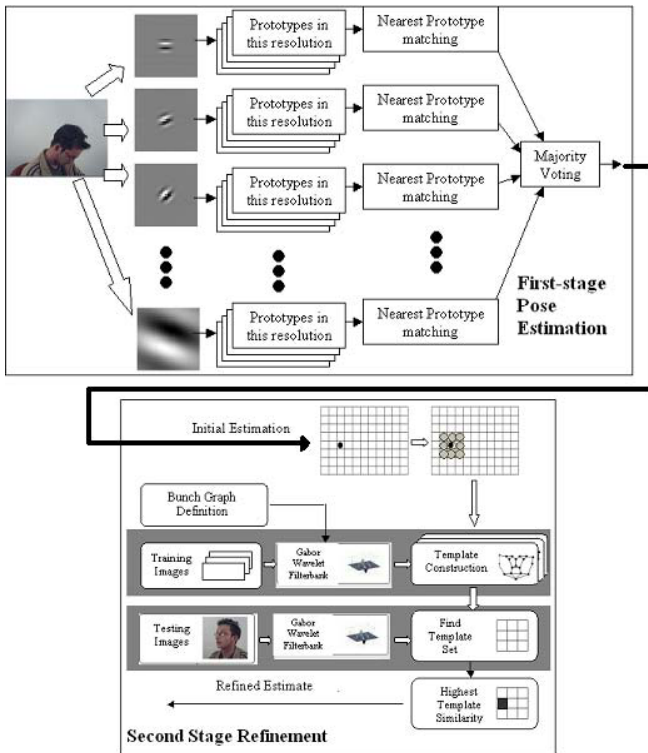 Prototypes in
this resolution
Nearest Prototype
matching
Prototypes in
this resolution
Nearest Prototype
matching
Prototypes in
this resolution
Nearest Prototype
matching
Majority
Voting
Prototypes in
this resolution
Nearest Prototype
matching
First-stage
Pose
Estimation
Initial Estimation
Bunch Graph
Definition
Training
Images
Gabor
Wavelet
Filterbank
Template
Construction
Testing
Images
Gabor
Wavelet
Filterbank
Find
Template
Set
Refined Estimate
Highest
Template
Similarity
Second Stage Refinement